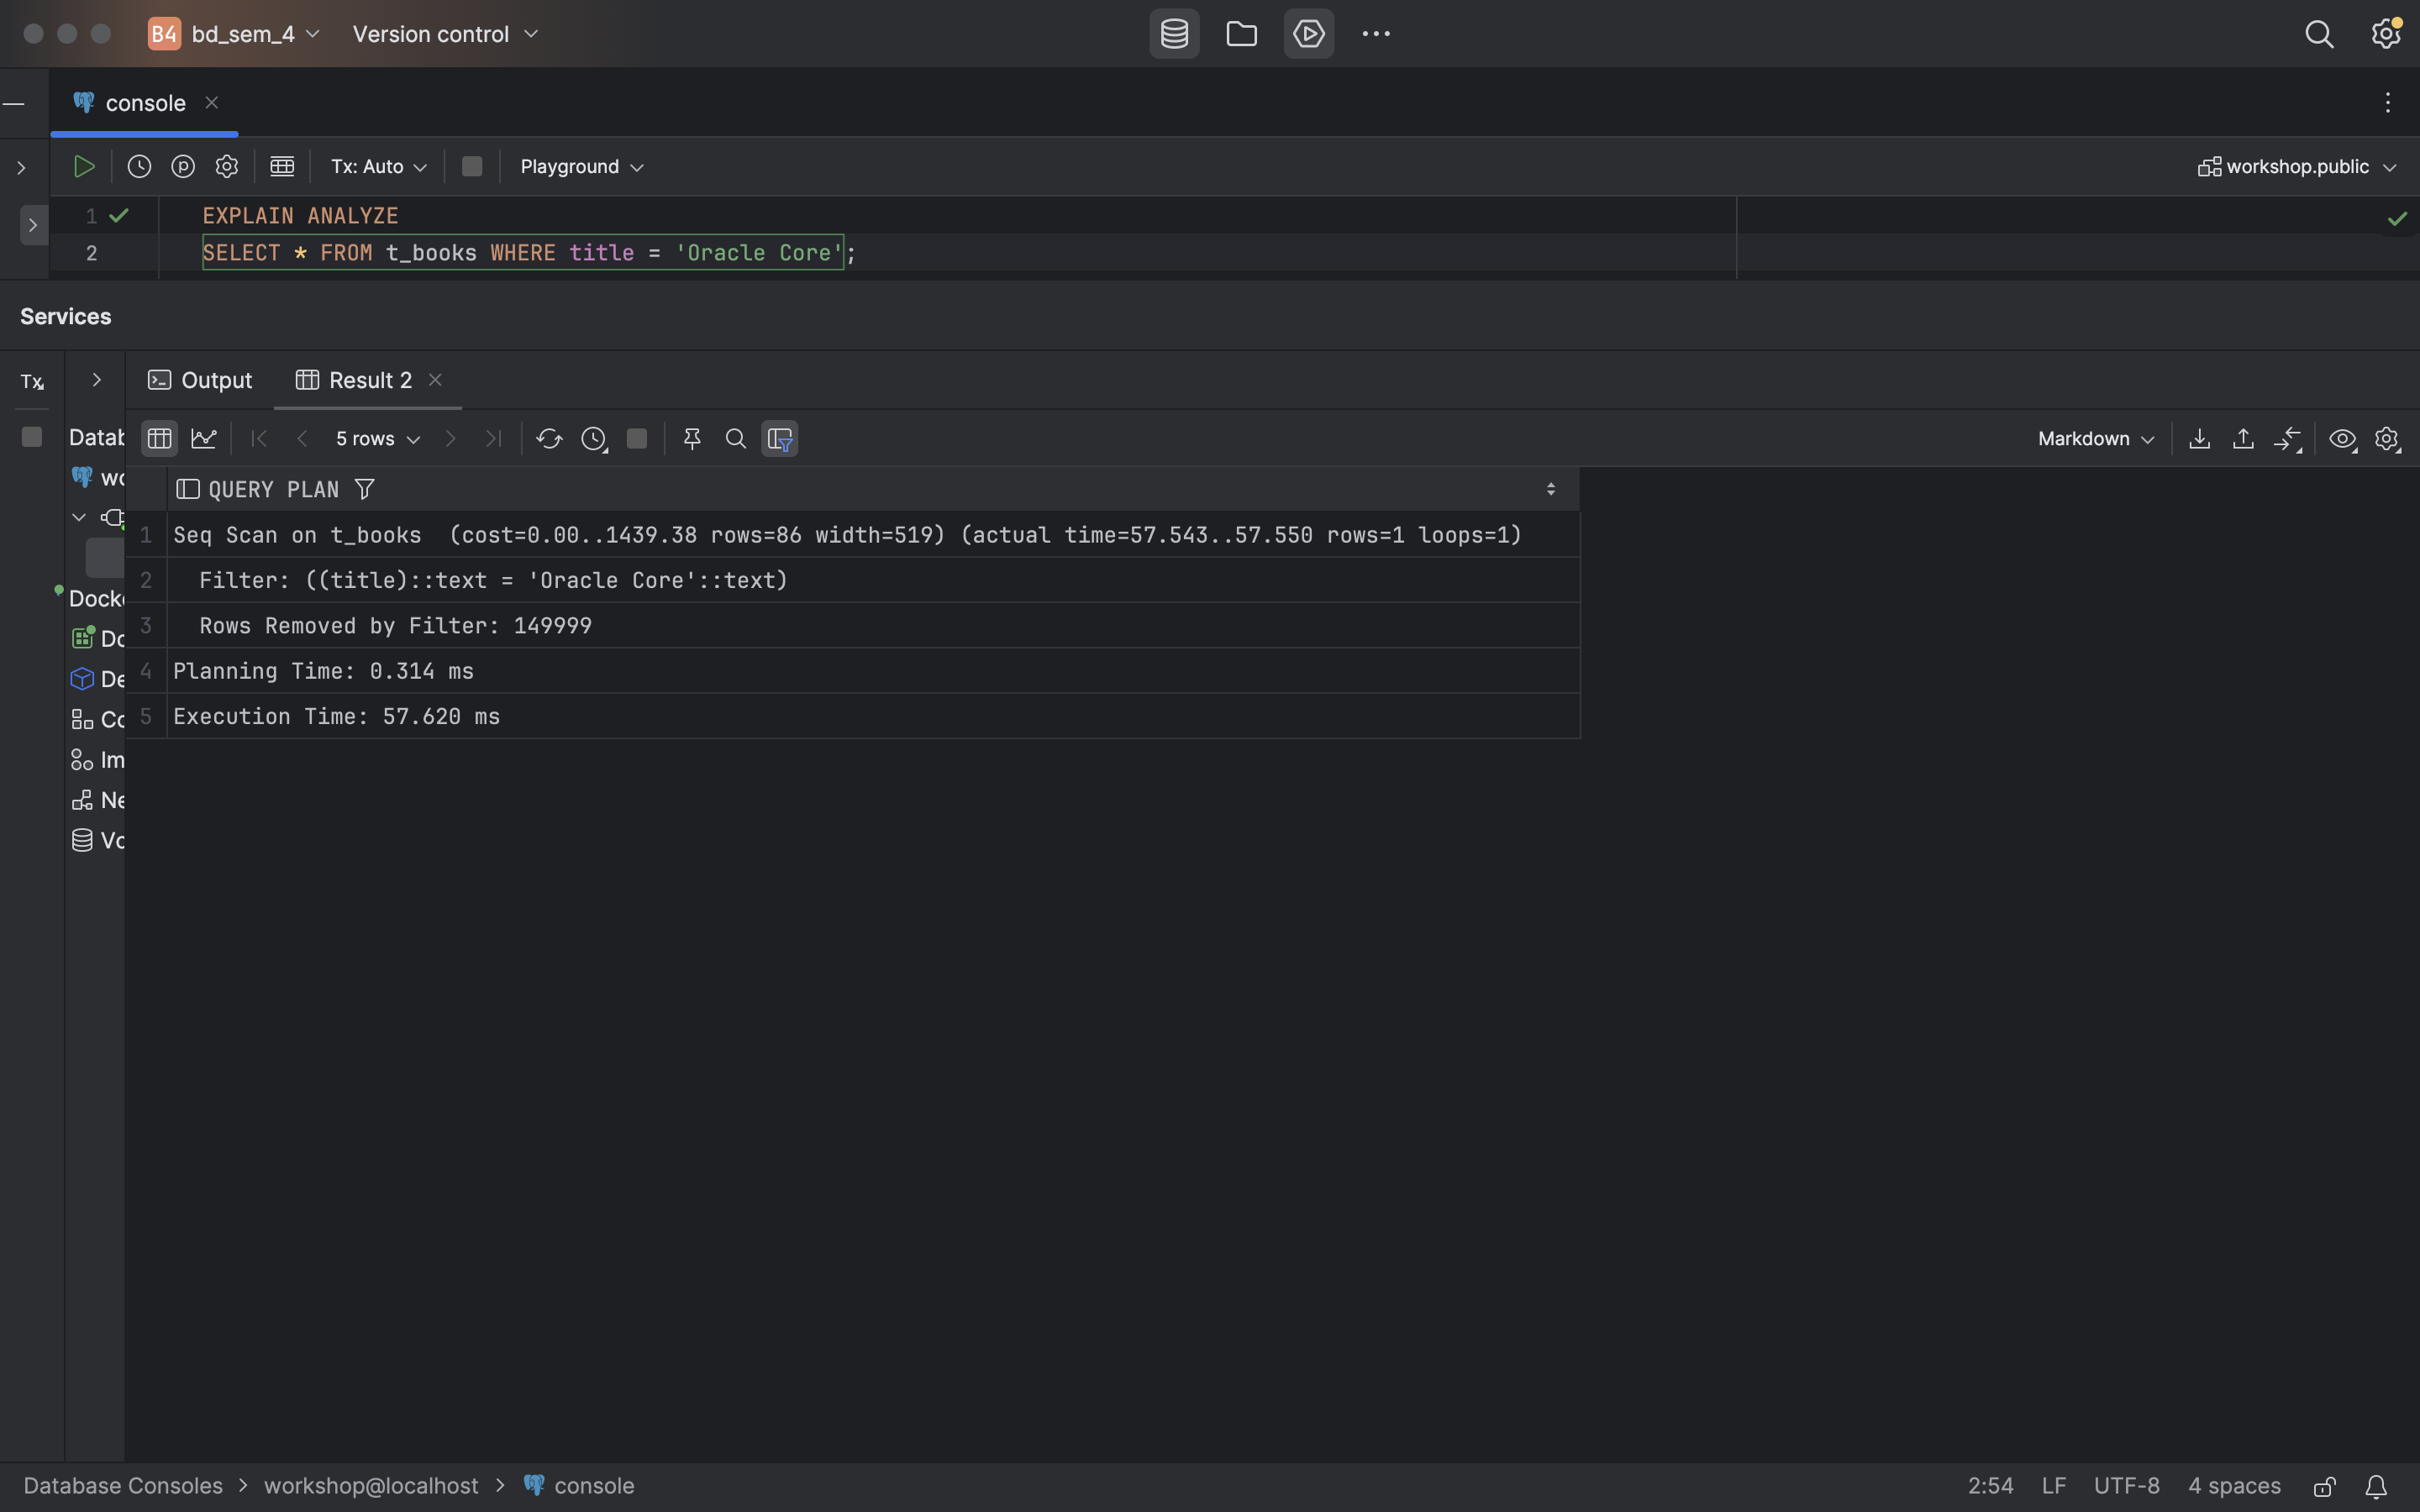 B4 bd_sem_4 Version control
console
Tx: Auto Playground workshop.public
1 EXPLAIN ANALYZE
2 SELECT * FROM t_books WHERE title = 'Oracle Core';
Services
Tx Output Result 2
Datab 5 rows Markdown
QUERY PLAN
1 Seq Scan on t_books  (cost=0.00..1439.38 rows=86 width=519) (actual time=57.543..57.550 rows=1 loops=1)
2 Filter: ((title)::text = 'Oracle Core'::text)
3 Rows Removed by Filter: 149999
4 Planning Time: 0.314 ms
5 Execution Time: 57.620 ms
wo
Docke
Do
De
Co
Im
Ne
Vo
Database Consoles > workshop@localhost > console 2:54 LF UTF-8 4 spaces